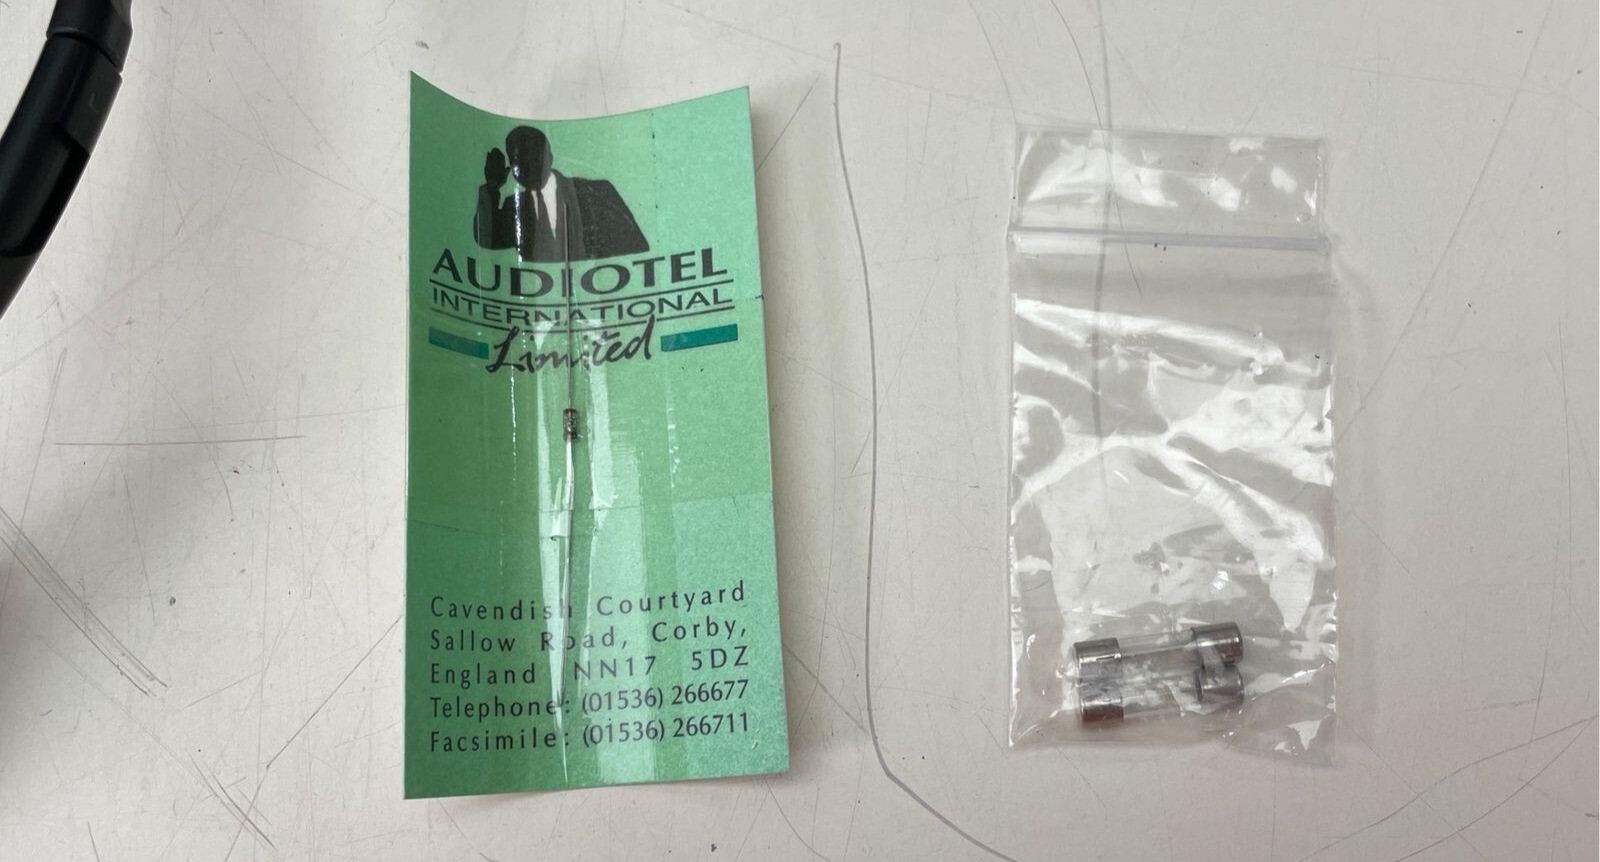 AUDIOTEL
INTERNATIONAL
Limited
Cavendish Courtyard
Sallow Road, Corby,
England NN17 5DZ
Telephone: (01536) 266677
Facsimile: (01536) 266711